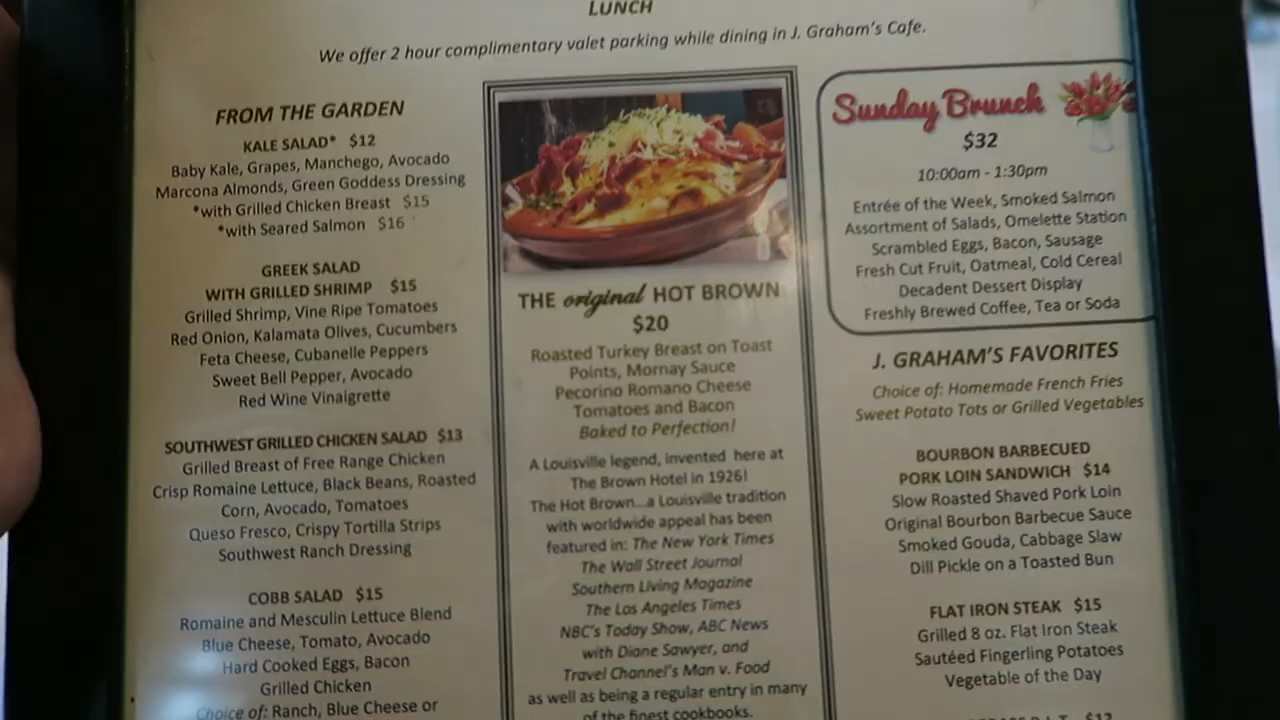 LUNCH
We offer 2 hour complimentary valet parking while dining in J. Graham's Cafe.
FROM THE GARDEN
KALE SALAD* $12
Baby Kale, Grapes, Manchego, Avocado
Marcona Almonds, Green Goddess Dressing
*with Grilled Chicken Breast $15
*with Seared Salmon $16
GREEK SALAD
WITH GRILLED SHRIMP $15
Grilled Shrimp, Vine Ripe Tomatoes
Red Onion, Kalamata Olives, Cucumbers
Feta Cheese, Cubanelle Peppers
Sweet Bell Pepper, Avocado
Red Wine Vinaigrette
SOUTHWEST GRILLED CHICKEN SALAD $13
Grilled Breast of Free Range Chicken
Crisp Romaine Lettuce, Black Beans, Roasted
Corn, Avocado, Tomatoes
Queso Fresco, Crispy Tortilla Strips
Southwest Ranch Dressing
COBB SALAD $15
Romaine and Mesculin Lettuce Blend
Blue Cheese, Tomato, Avocado
Hard Cooked Eggs, Bacon
Grilled Chicken
Choice of: Ranch, Blue Cheese or
THE original HOT BROWN
$20
Roasted Turkey Breast on Toast
Points, Mornay Sauce
Pecorino Romano Cheese
Tomatoes and Bacon
Baked to Perfection!
A Louisville legend, invented here at
The Brown Hotel in 1926!
The Hot Brown...a Louisville tradition
with worldwide appeal has been
featured in: The New York Times
The Wall Street Journal
Southern Living Magazine
The Los Angeles Times
NBC's Today Show, ABC News
with Diane Sawyer, and
Travel Channel's Man v. Food
as well as being a regular entry in many
of the finest cookbooks.
Sunday Brunch
$32
10:00am - 1:30pm
Entrée of the Week, Smoked Salmon
Assortment of Salads, Omelette Station
Scrambled Eggs, Bacon, Sausage
Fresh Cut Fruit, Oatmeal, Cold Cereal
Decadent Dessert Display
Freshly Brewed Coffee, Tea or Soda
J. GRAHAM'S FAVORITES
Choice of: Homemade French Fries
Sweet Potato Tots or Grilled Vegetables
BOURBON BARBECUED
PORK LOIN SANDWICH $14
Slow Roasted Shaved Pork Loin
Original Bourbon Barbecue Sauce
Smoked Gouda, Cabbage Slaw
Dill Pickle on a Toasted Bun
FLAT IRON STEAK $15
Grilled 8 oz. Flat Iron Steak
Sautéed Fingerling Potatoes
Vegetable of the Day